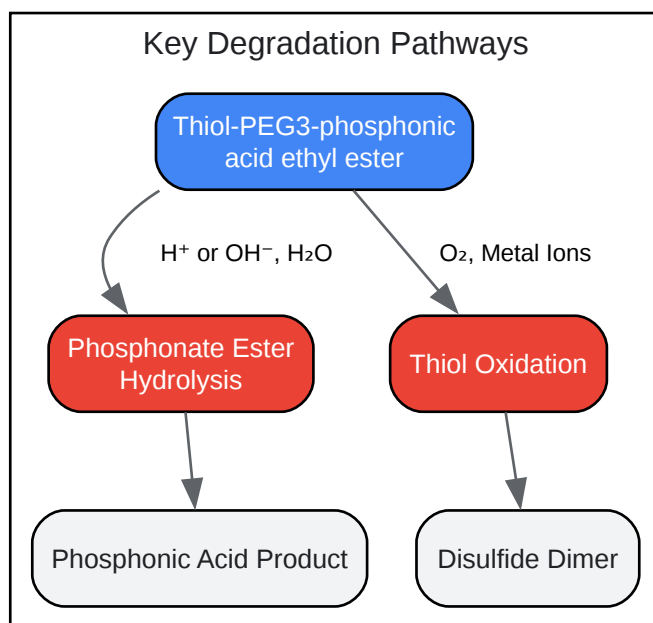 Key Degradation Pathways
Thiol-PEG3-phosphonic
acid ethyl ester
H⁺ or OH⁻, H₂O
O₂, Metal Ions
Phosphonate Ester
Hydrolysis
Thiol Oxidation
Phosphonic Acid Product
Disulfide Dimer